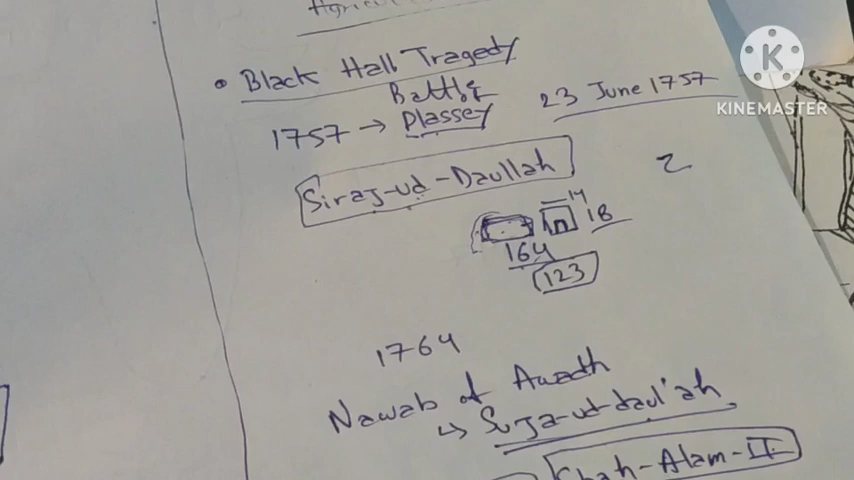 • Black Hall Tragedy
Battle
1757 → Plassey
23 June 1757
Siraj-ud-Daullah
14
18
164
123
1764
Nawab of Awadh
↳ Suja-ud-daul'ah
Shah-Alam-II
K
KINEMASTER